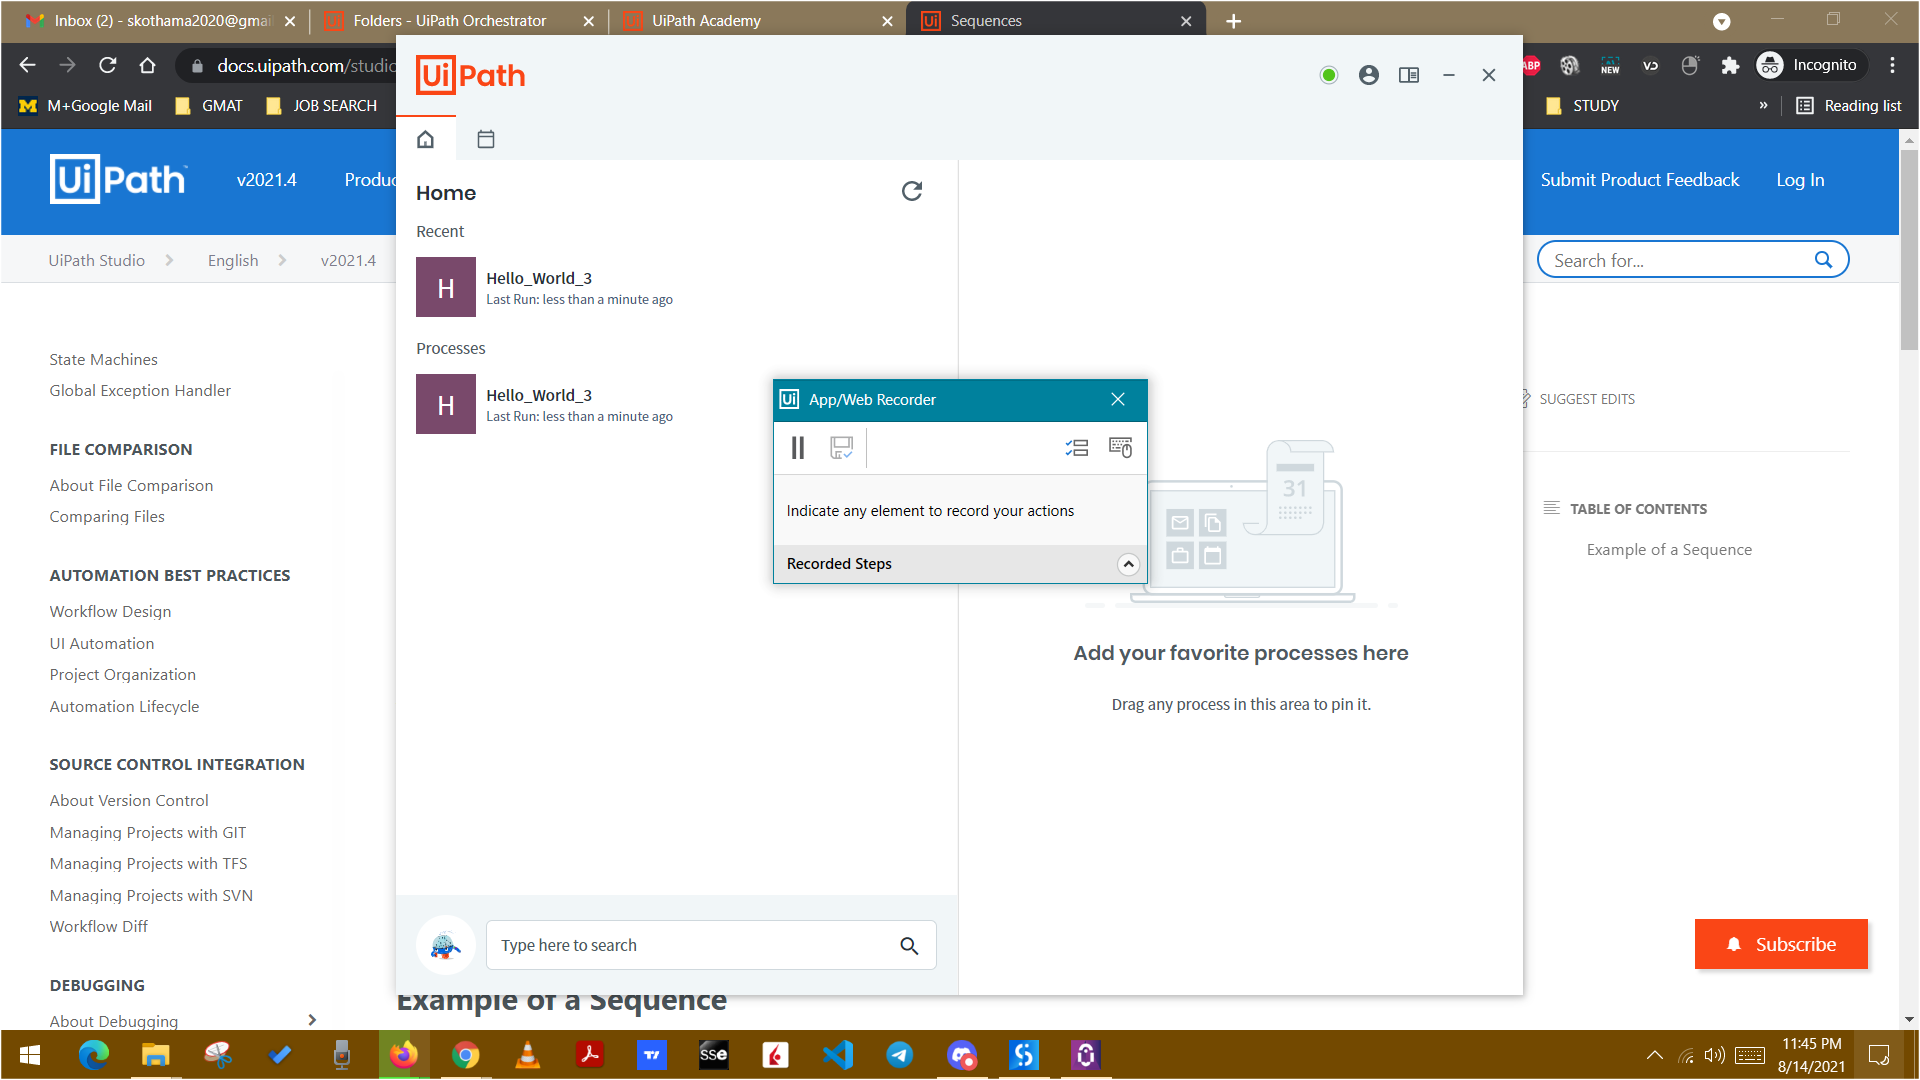 Inbox (2) - skothama2020@gmai
Folders - UiPath Orchestrator
UiPath Academy
Sequences
docs.uipath.com/studio
ABP
NEW
Incognito
M+Google Mail
GMAT
JOB SEARCH
STUDY
»
Reading list
UiPath
v2021.4
Produc
Submit Product Feedback
Log In
UiPath Studio
English
v2021.4
Search for...
State Machines
Global Exception Handler
FILE COMPARISON
About File Comparison
Comparing Files
AUTOMATION BEST PRACTICES
Workflow Design
UI Automation
Project Organization
Automation Lifecycle
SOURCE CONTROL INTEGRATION
About Version Control
Managing Projects with GIT
Managing Projects with TFS
Managing Projects with SVN
Workflow Diff
DEBUGGING
About Debugging
UiPath
Home
Recent
H
Hello_World_3
Last Run: less than a minute ago
Processes
H
Hello_World_3
Last Run: less than a minute ago
Ui App/Web Recorder
Indicate any element to record your actions
Recorded Steps
31
Add your favorite processes here
Drag any process in this area to pin it.
Type here to search
Example of a Sequence
SUGGEST EDITS
TABLE OF CONTENTS
Example of a Sequence
Subscribe
sse
11:45 PM
8/14/2021